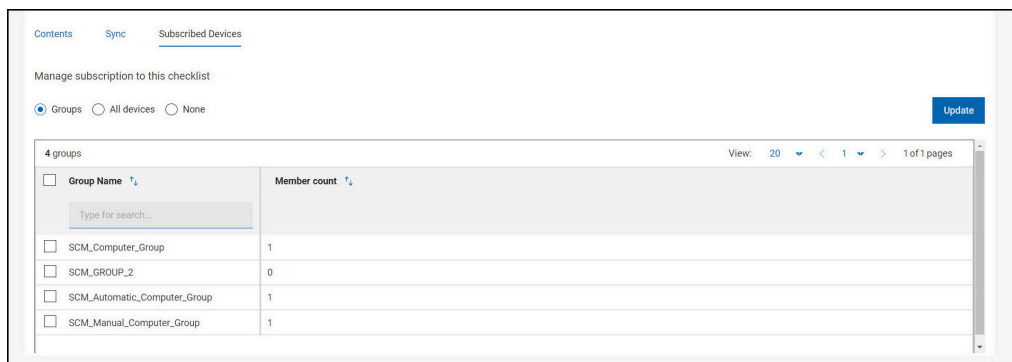 Contents Sync Subscribed Devices
Manage subscription to this checklist
Groups All devices None Update
4 groups View: 20 1 1 of 1 pages
Group Name Member count
Type for search...
SCM_Computer_Group 1
SCM_GROUP_2 0
SCM_Automatic_Computer_Group 1
SCM_Manual_Computer_Group 1